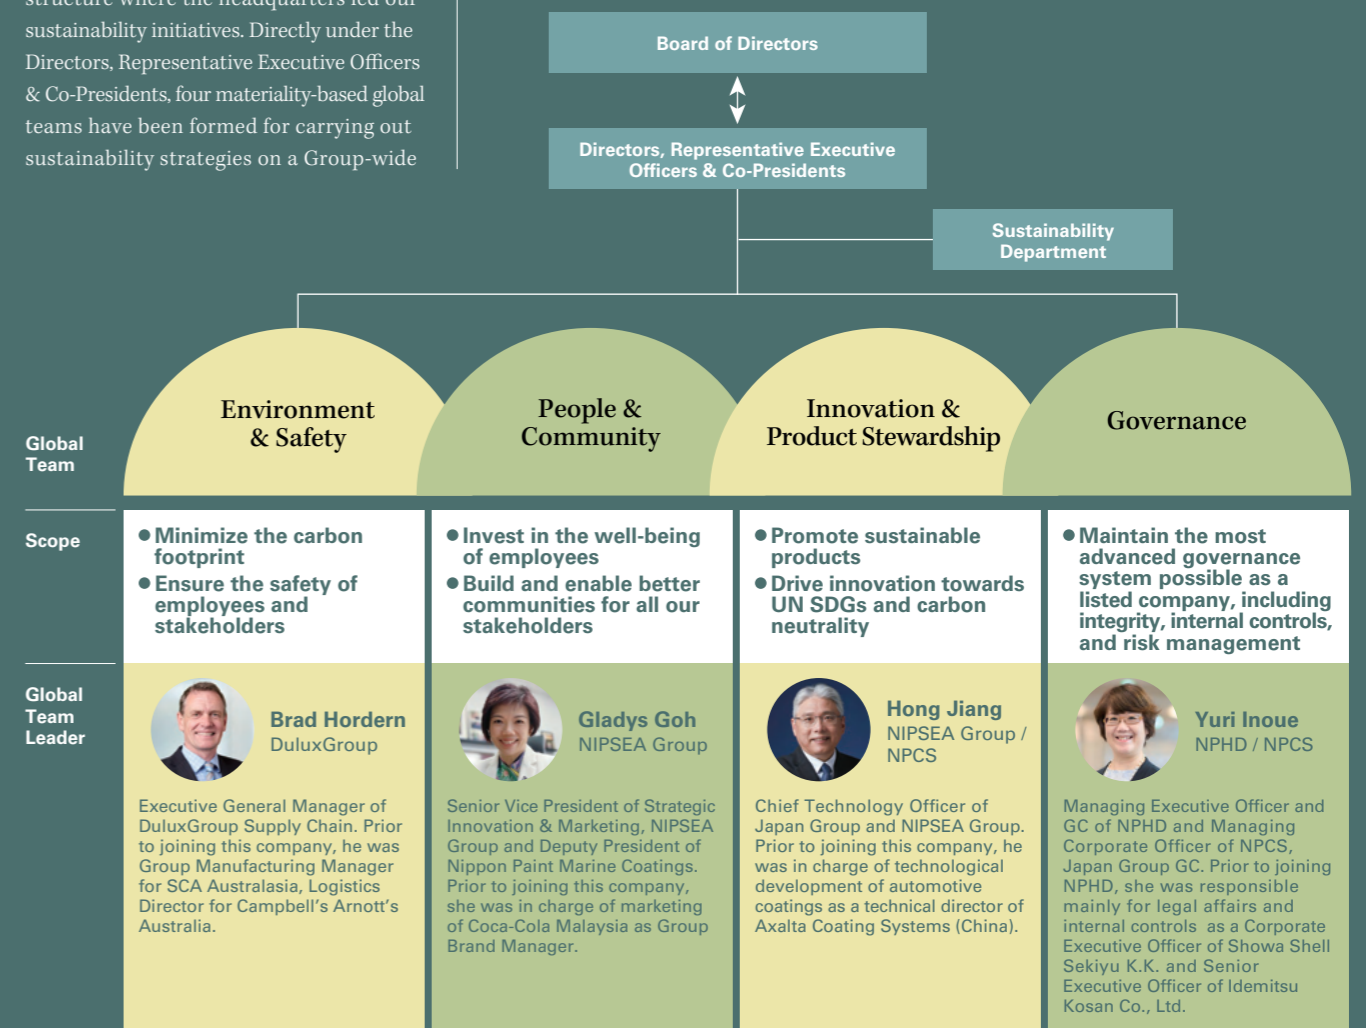 structure where the headquarters led our
sustainability initiatives. Directly under the
Directors, Representative Executive Officers
& Co-Presidents, four materiality-based global
teams have been formed for carrying out
sustainability strategies on a Group-wide
Board of Directors
Directors, Representative Executive
Officers & Co-Presidents
Sustainability
Department
Global
Team
Environment
& Safety
People &
Community
Innovation &
Product Stewardship
Governance
Scope
● Minimize the carbon
footprint
● Ensure the safety of
employees and
stakeholders
● Invest in the well-being
of employees
● Build and enable better
communities for all our
stakeholders
● Promote sustainable
products
● Drive innovation towards
UN SDGs and carbon
neutrality
● Maintain the most
advanced governance
system possible as a
listed company, including
integrity, internal controls,
and risk management
Global
Team
Leader
Brad Hordern
DuluxGroup
Executive General Manager of
DuluxGroup Supply Chain. Prior
to joining this company, he was
Group Manufacturing Manager
for SCA Australasia, Logistics
Director for Campbell's Arnott's
Australia.
Gladys Goh
NIPSEA Group
Senior Vice President of Strategic
Innovation & Marketing, NIPSEA
Group and Deputy President of
Nippon Paint Marine Coatings.
Prior to joining this company,
she was in charge of marketing
of Coca-Cola Malaysia as Group
Brand Manager.
Hong Jiang
NIPSEA Group /
NPCS
Chief Technology Officer of
Japan Group and NIPSEA Group.
Prior to joining this company, he
was in charge of technological
development of automotive
coatings as a technical director of
Axalta Coating Systems (China).
Yuri Inoue
NPHD / NPCS
Managing Executive Officer and
GC of NPHD and Managing
Corporate Officer of NPCS,
Japan Group GC. Prior to joining
NPHD, she was responsible
mainly for legal affairs and
internal controls as a Corporate
Executive Officer of Showa Shell
Sekiyu K.K. and Senior
Executive Officer of Idemitsu
Kosan Co., Ltd.